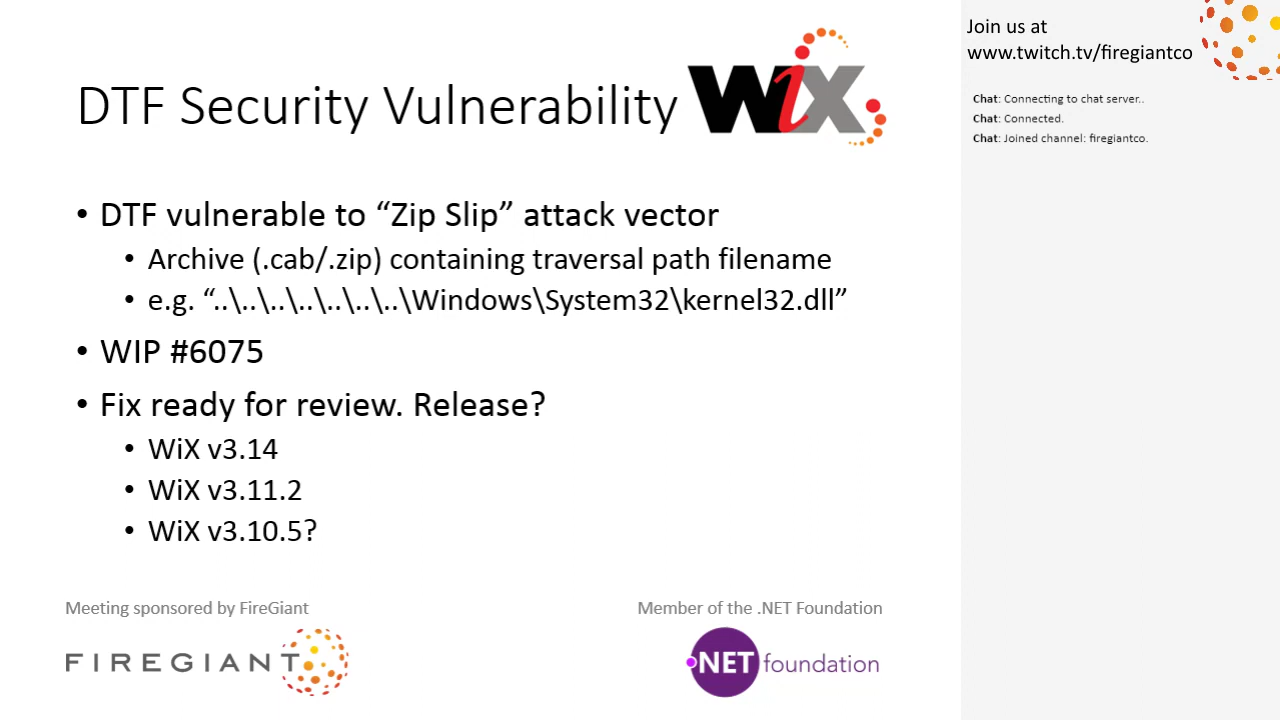 DTF Security Vulnerability
WiX
• DTF vulnerable to “Zip Slip” attack vector
• Archive (.cab/.zip) containing traversal path filename
• e.g. “..\..\..\..\..\..\..\Windows\System32\kernel32.dll”
• WIP #6075
• Fix ready for review. Release?
• WiX v3.14
• WiX v3.11.2
• WiX v3.10.5?
Meeting sponsored by FireGiant
FIREGIANT
Member of the .NET Foundation
.NET foundation
Join us at
www.twitch.tv/firegiantco
Chat: Connecting to chat server..
Chat: Connected.
Chat: Joined channel: firegiantco.